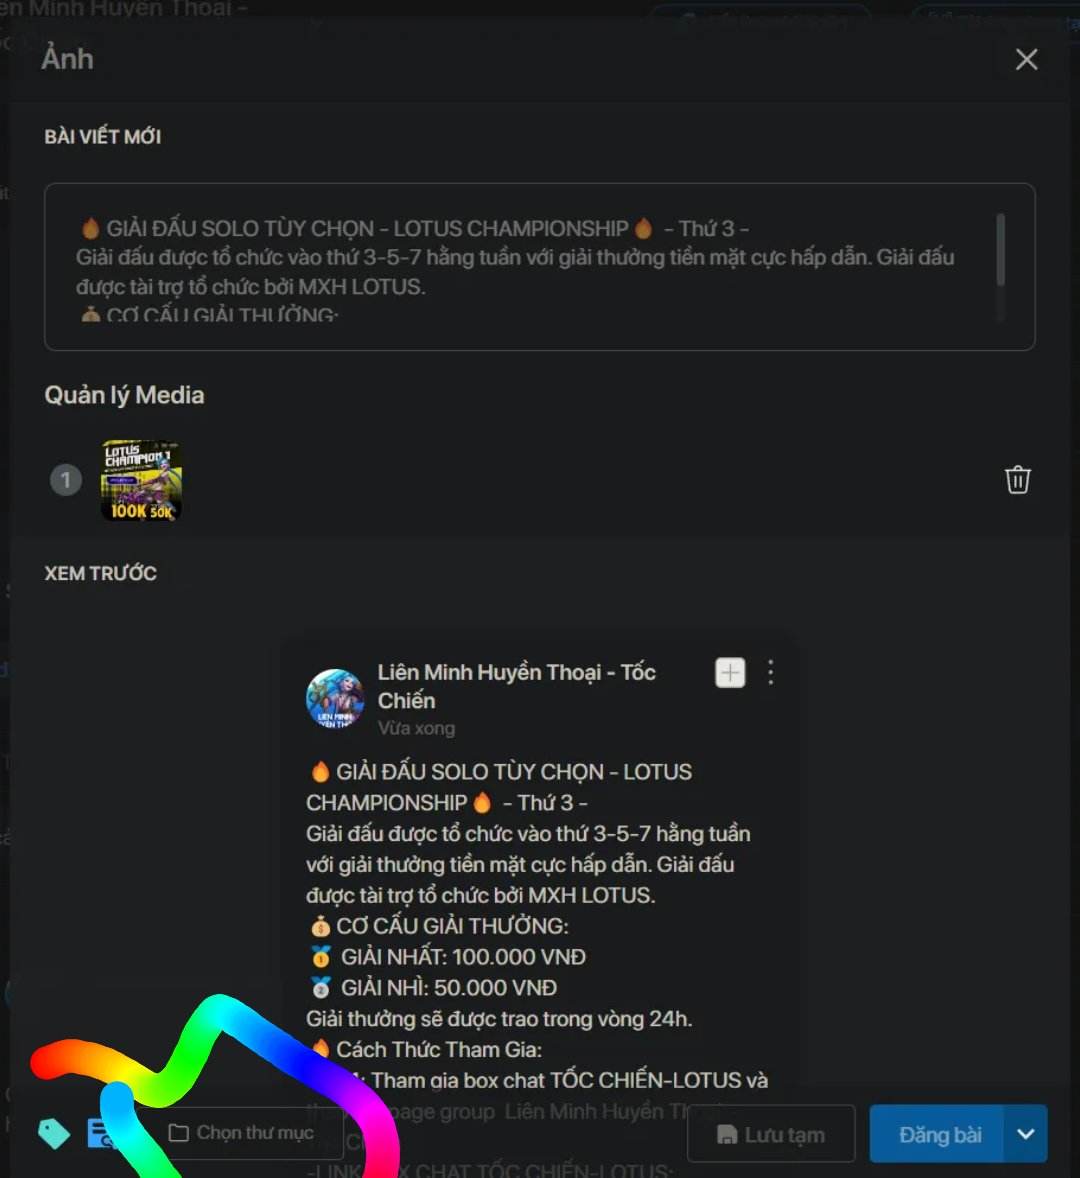 ến Minh Huyền Thoại -
Ảnh
BÀI VIẾT MỚI
🔥 GIẢI ĐẤU SOLO TÙY CHỌN - LOTUS CHAMPIONSHIP 🔥 - Thứ 3 -
Giải đấu được tổ chức vào thứ 3-5-7 hằng tuần với giải thưởng tiền mặt cực hấp dẫn. Giải đấu
được tài trợ tổ chức bởi MXH LOTUS.
💰 CƠ CẤU GIẢI THƯỞNG:
Quản lý Media
1
LOTUS
CHAMPION
100K 50K
XEM TRƯỚC
Liên Minh Huyền Thoại - Tốc
Chiến
LIÊN MINH
Vừa xong
🔥 GIẢI ĐẤU SOLO TÙY CHỌN - LOTUS
CHAMPIONSHIP 🔥 - Thứ 3 -
Giải đấu được tổ chức vào thứ 3-5-7 hằng tuần
với giải thưởng tiền mặt cực hấp dẫn. Giải đấu
được tài trợ tổ chức bởi MXH LOTUS.
💰 CƠ CẤU GIẢI THƯỞNG:
🥇 GIẢI NHẤT: 100.000 VNĐ
🥈 GIẢI NHÌ: 50.000 VNĐ
Giải thưởng sẽ được trao trong vòng 24h.
🔥 Cách Thức Tham Gia:
Tham gia box chat TỐC CHIẾN-LOTUS và
page group Liên Minh Huyền
Chọn thư mục
Lưu tạm
Đăng bài
CHAT TỐC CHIẾN-LOTUS: